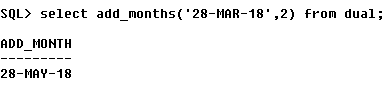 SQL> select add_months('28-MAR-18',2) from dual;
ADD_MONTH
---------
28-MAY-18